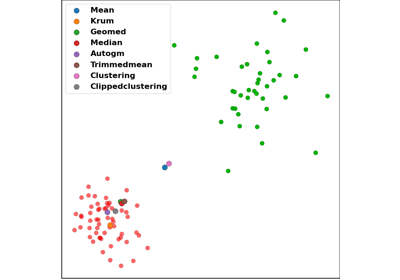 Mean
Krum
Geomed
Median
Autogm
Trimmedmean
Clustering
Clippedclustering